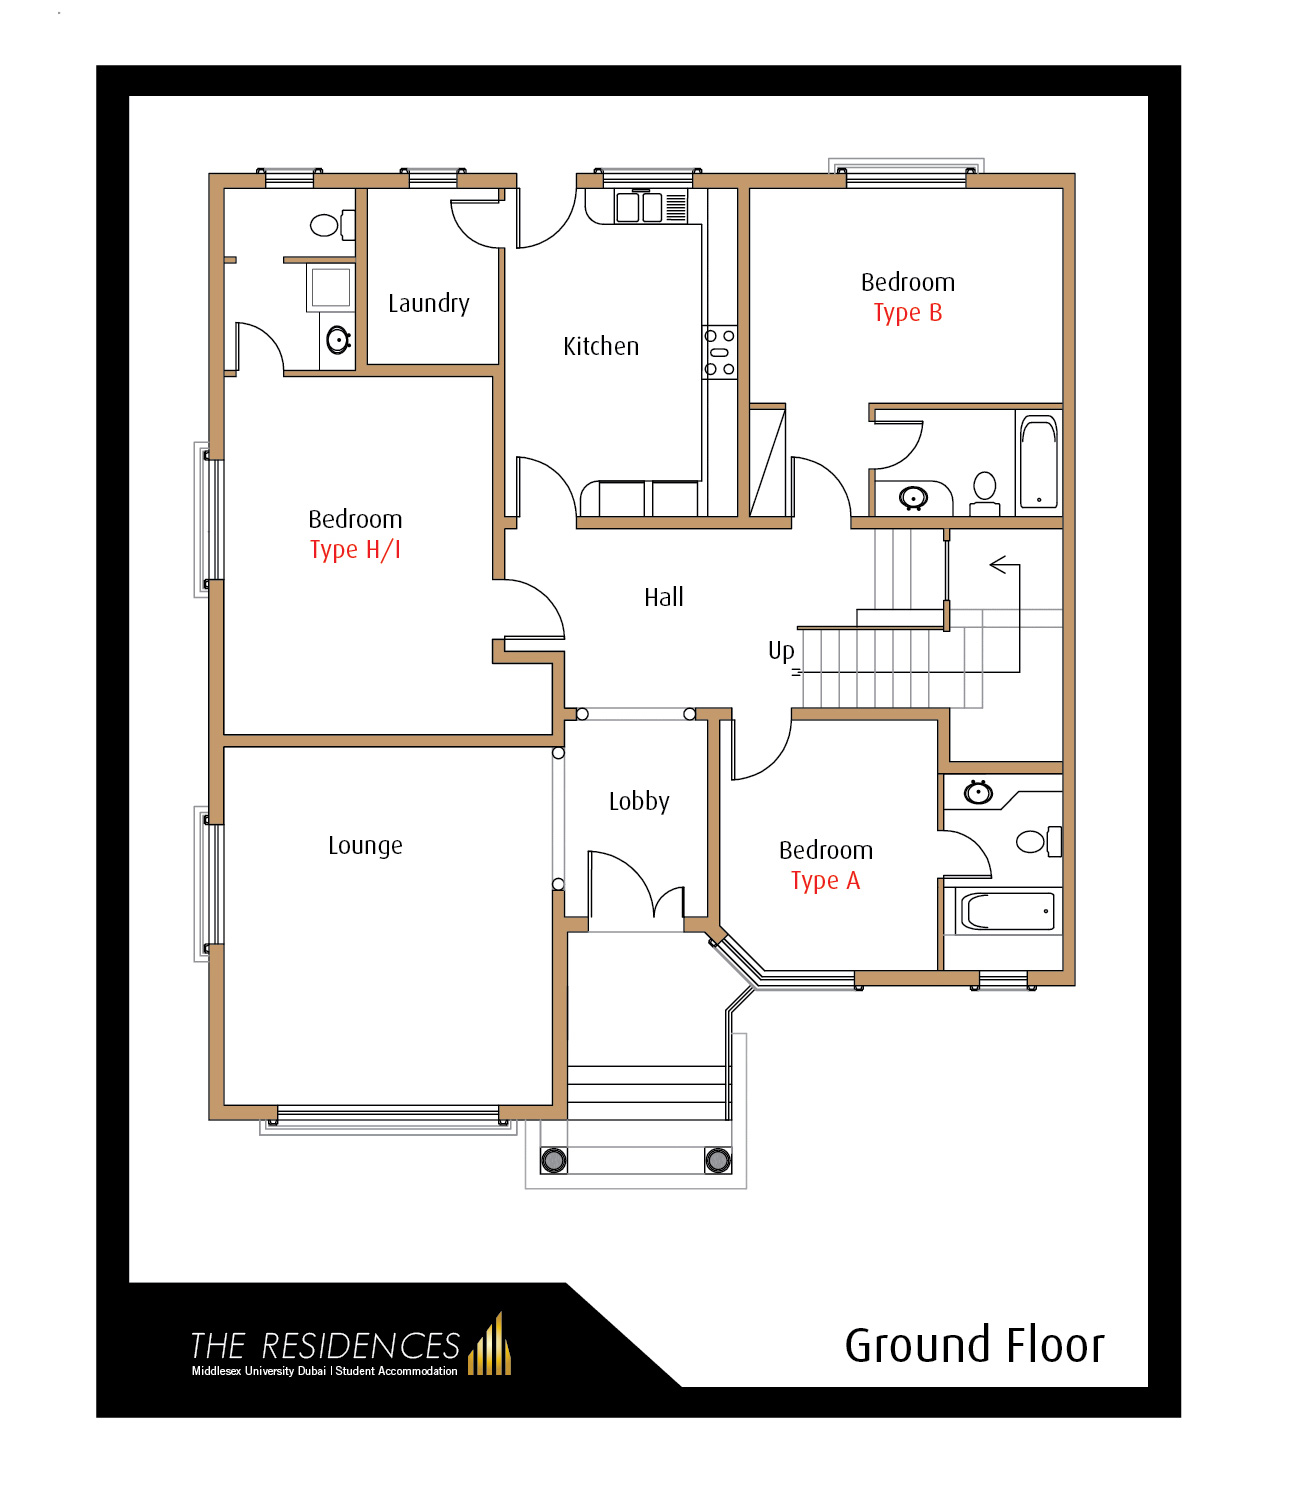 Bedroom
Type B
Laundry
Kitchen
Bedroom
Type H/I
Hall
Up
Lobby
Lounge
Bedroom
Type A
THE RESIDENCES
Middlesex University Dubai | Student Accommodation
Ground Floor